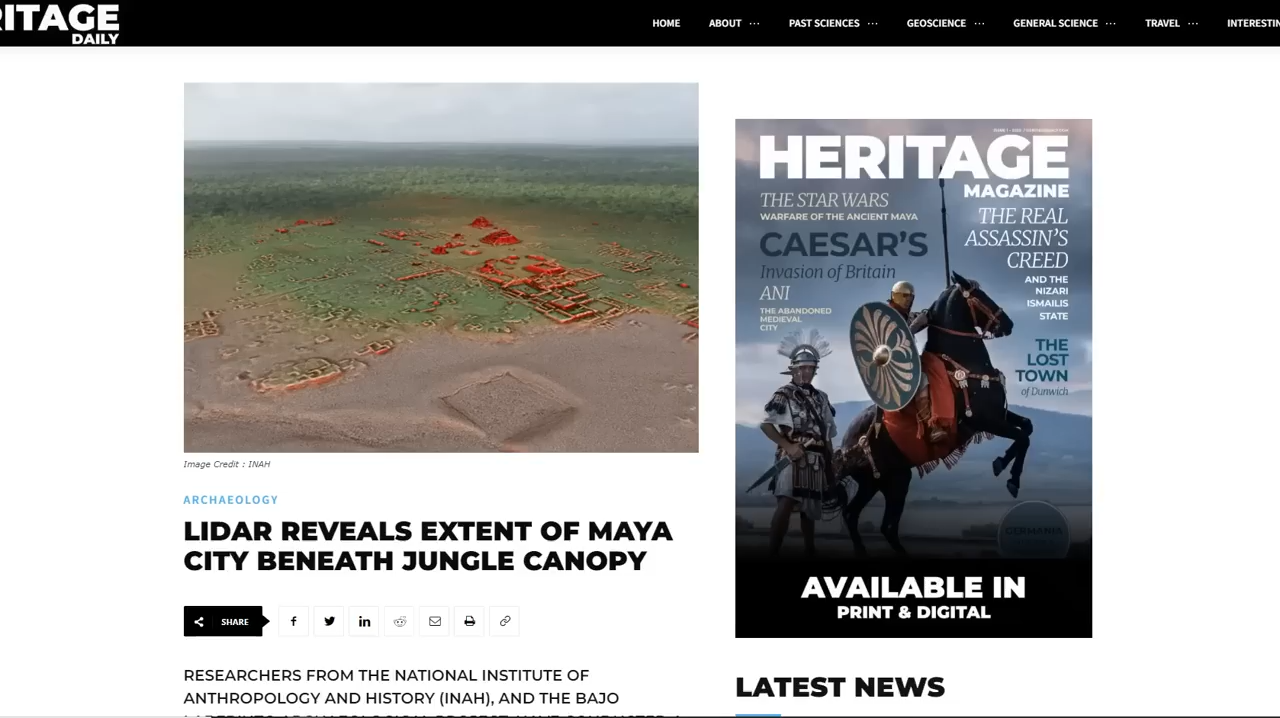 RITAGE
DAILY
HOME ABOUT ··· PAST SCIENCES ··· GEOSCIENCE ··· GENERAL SCIENCE ··· TRAVEL ··· INTERESTIN
Image Credit : INAH
ARCHAEOLOGY
LIDAR REVEALS EXTENT OF MAYA
CITY BENEATH JUNGLE CANOPY
SHARE
RESEARCHERS FROM THE NATIONAL INSTITUTE OF
ANTHROPOLOGY AND HISTORY (INAH), AND THE BAJO
HERITAGE
MAGAZINE
THE STAR WARS
WARFARE OF THE ANCIENT MAYA
CAESAR'S
Invasion of Britain
ANI
THE ABANDONED
MEDIEVAL
CITY
THE REAL
ASSASSIN'S
CREED
AND THE
NIZARI
ISMAILIS
STATE
THE
LOST
TOWN
of Dunwich
GERMANIA
AVAILABLE IN
PRINT & DIGITAL
LATEST NEWS